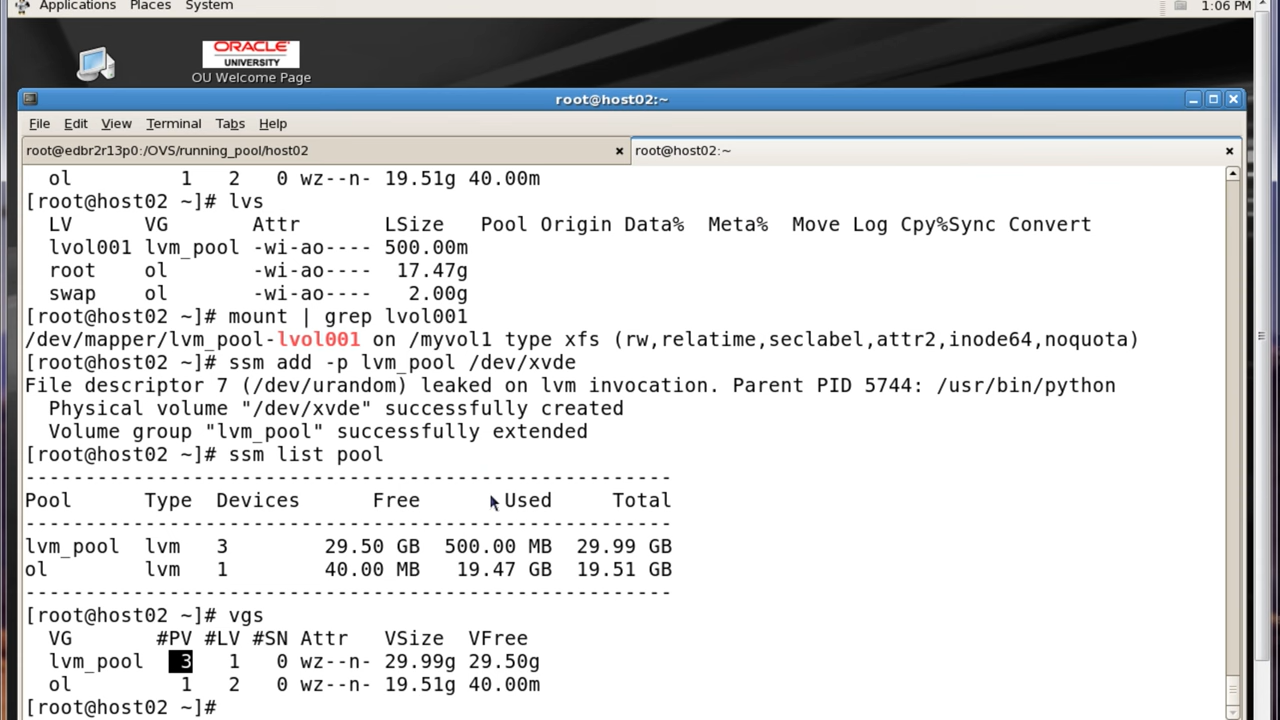 Applications Places System 1:06 PM
ORACLE
UNIVERSITY
OU Welcome Page
root@host02:~
File Edit View Terminal Tabs Help
root@edbr2r13p0:/OVS/running_pool/host02 × root@host02:~ ×
  ol         1   2   0 wz--n- 19.51g 40.00m
[root@host02 ~]# lvs
  LV      VG       Attr       LSize   Pool Origin Data%  Meta%  Move Log Cpy%Sync Convert
  lvol001 lvm_pool -wi-ao---- 500.00m
  root    ol       -wi-ao----  17.47g
  swap    ol       -wi-ao----   2.00g
[root@host02 ~]# mount | grep lvol001
/dev/mapper/lvm_pool-lvol001 on /myvol1 type xfs (rw,relatime,seclabel,attr2,inode64,noquota)
[root@host02 ~]# ssm add -p lvm_pool /dev/xvde
File descriptor 7 (/dev/urandom) leaked on lvm invocation. Parent PID 5744: /usr/bin/python
  Physical volume "/dev/xvde" successfully created
  Volume group "lvm_pool" successfully extended
[root@host02 ~]# ssm list pool
------------------------------------------------------
Pool      Type  Devices      Free       Used     Total
------------------------------------------------------
lvm_pool  lvm   3        29.50 GB  500.00 MB  29.99 GB
ol        lvm   1        40.00 MB   19.47 GB  19.51 GB
------------------------------------------------------
[root@host02 ~]# vgs
  VG       #PV #LV #SN Attr   VSize  VFree
  lvm_pool   3   1   0 wz--n- 29.99g 29.50g
  ol         1   2   0 wz--n- 19.51g 40.00m
[root@host02 ~]#